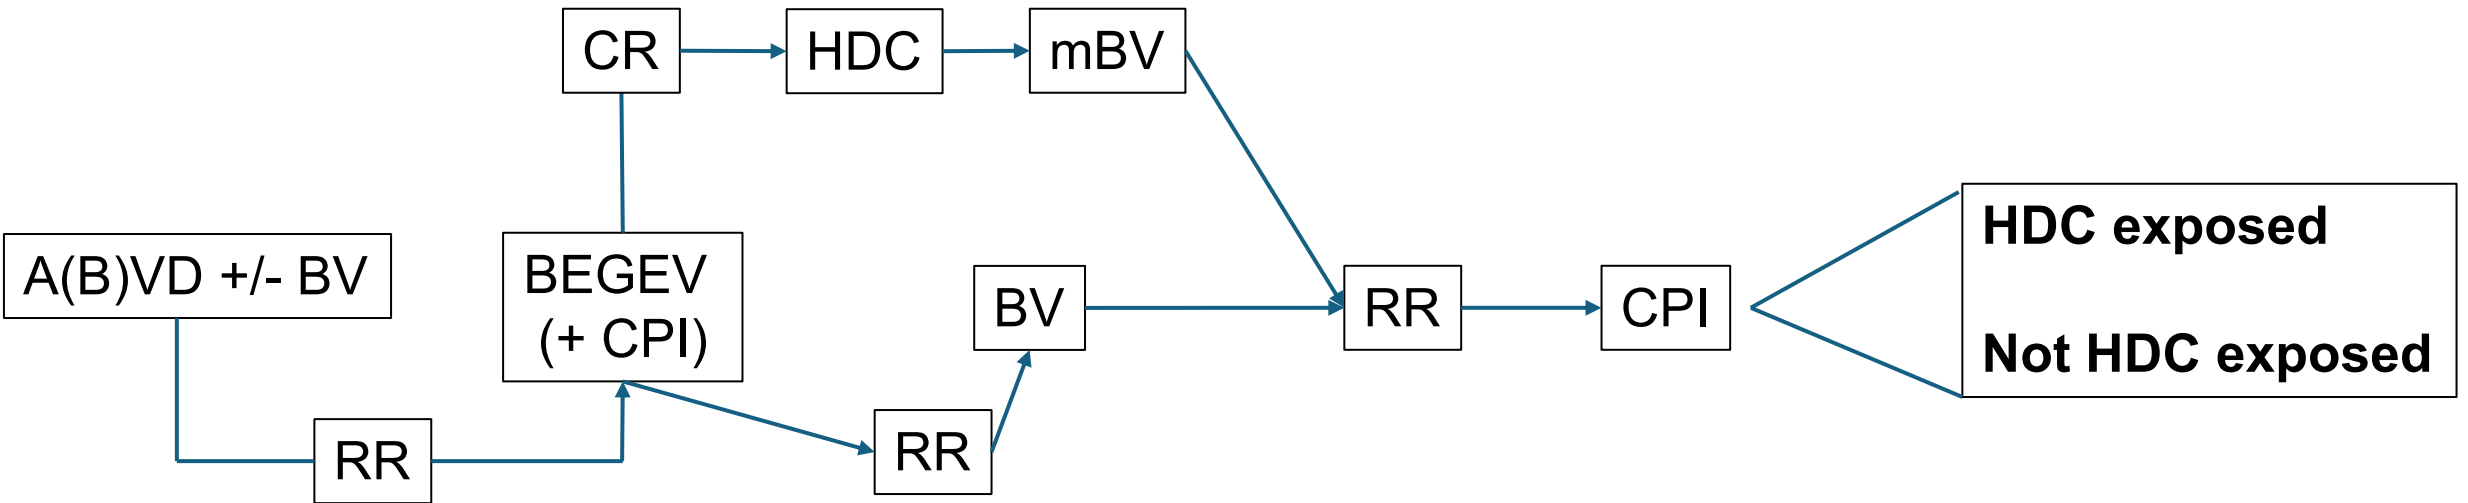 CR
HDC
mBV
A(B)VD +/- BV
RR
BEGEV
(+ CPI)
RR
BV
RR
CPI
HDC exposed
Not HDC exposed